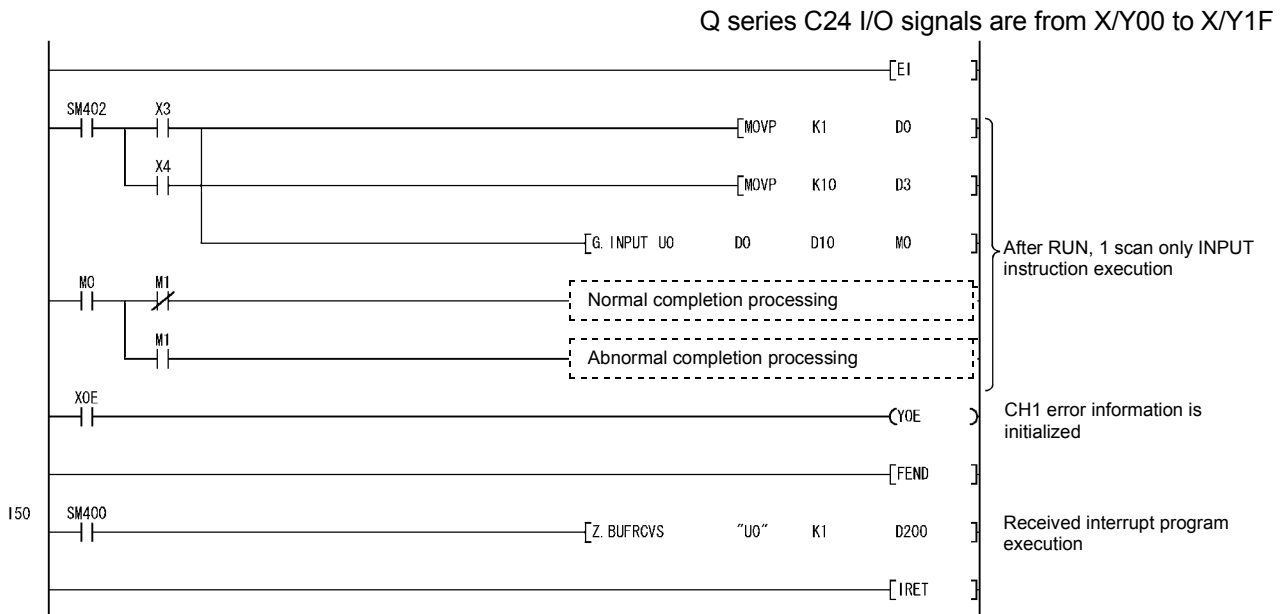 Q series C24 I/O signals are from X/Y00 to X/Y1F
EI
SM402 X3
MOVP K1 D0
X4
MOVP K10 D3
G. INPUT U0 D0 D10 M0
After RUN, 1 scan only INPUT
instruction execution
M0 M1
Normal completion processing
M1
Abnormal completion processing
X0E
Y0E
CH1 error information is
initialized
FEND
I50 SM400
Z. BUFRCVS "U0" K1 D200
Received interrupt program
execution
IRET